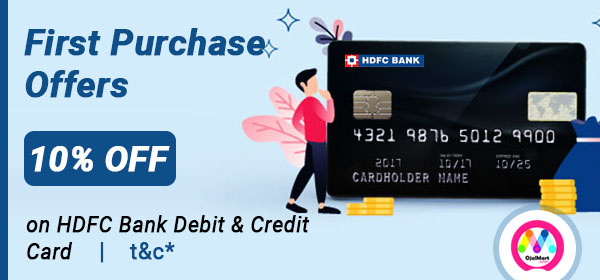 First Purchase
Offers
10% OFF
on HDFC Bank Debit & Credit
Card | t&c*
HDFC BANK
4321 9876 5012 9900
2017 10/17 10/25
CARDHOLDER NAME
OjalMart